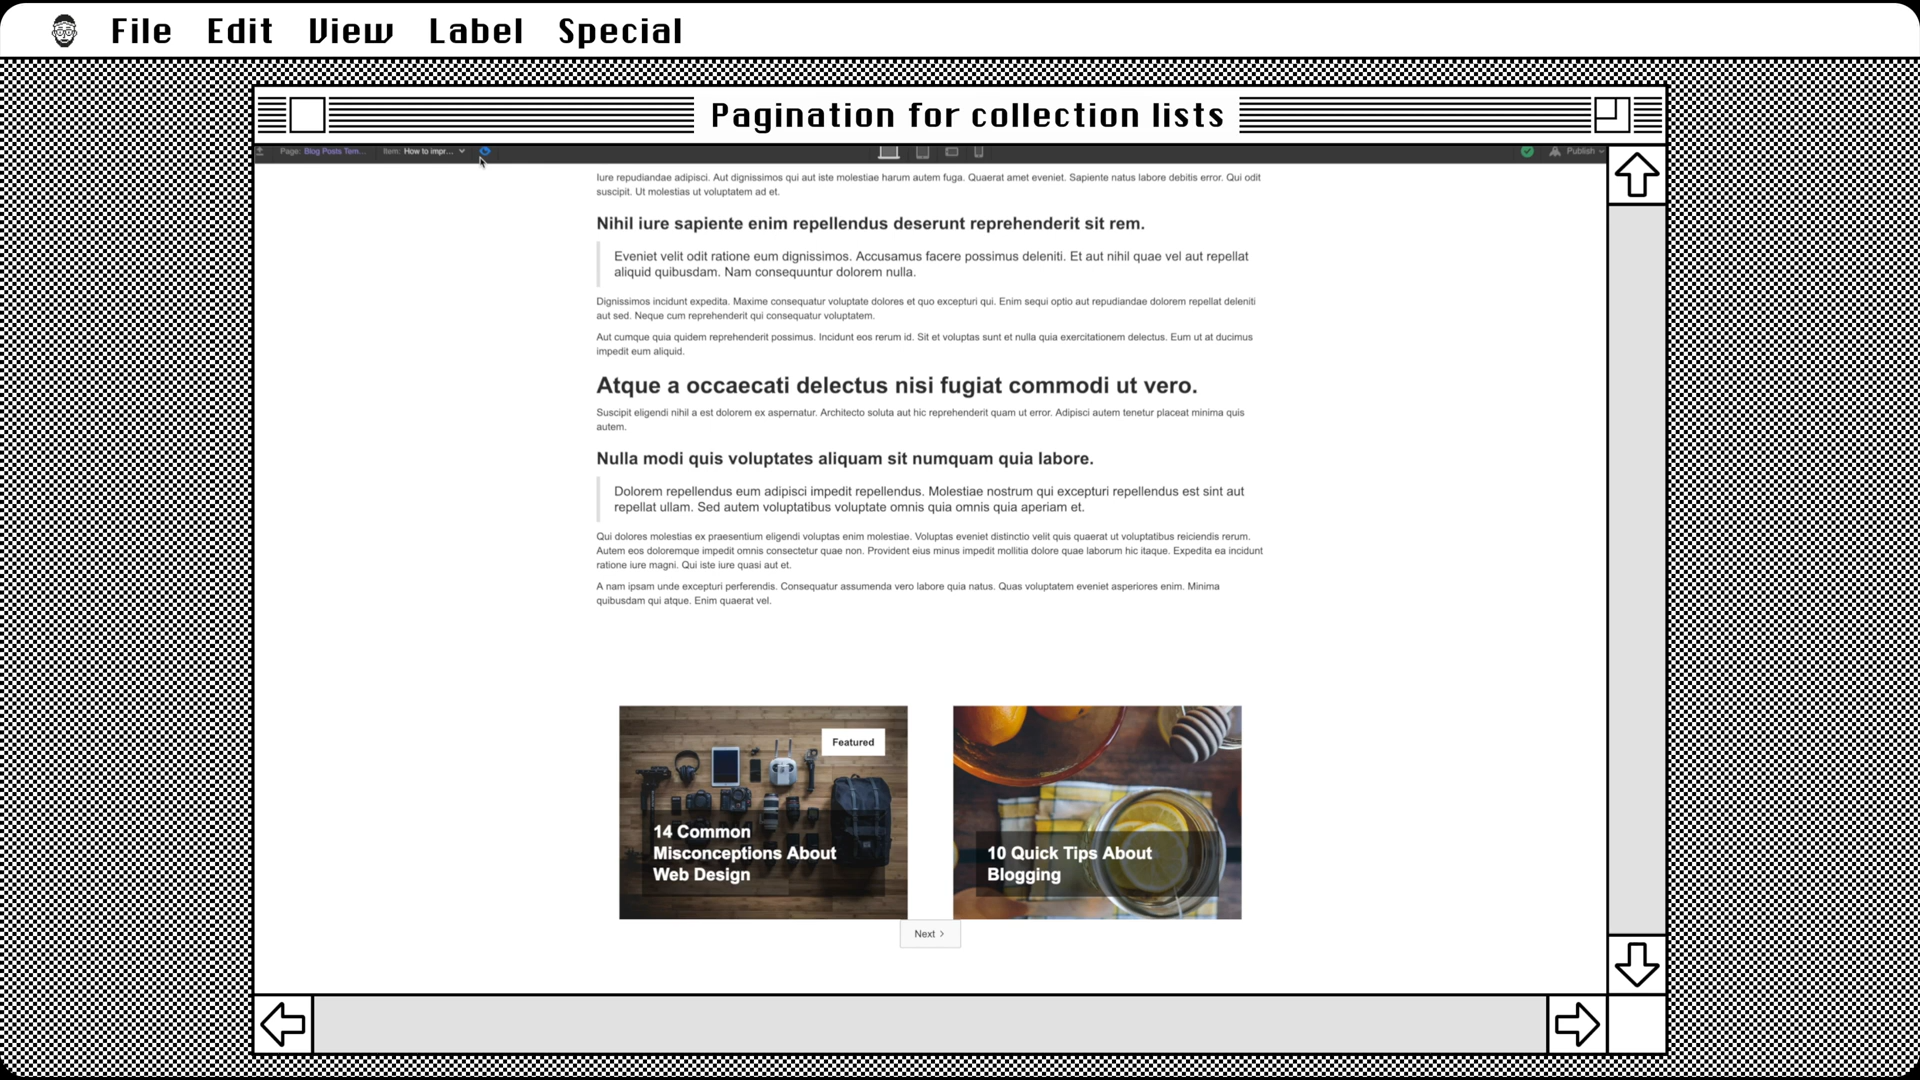 File Edit View Label Special
Pagination for collection lists
Page: Blog Posts Tem... Item: How to impr... Publish
Iure repudiandae adipisci. Aut dignissimos qui aut iste molestiae harum autem fuga. Quaerat amet eveniet. Sapiente natus labore debitis error. Qui odit
suscipit. Ut molestias ut voluptatem ad et.
Nihil iure sapiente enim repellendus deserunt reprehenderit sit rem.
Eveniet velit odit ratione eum dignissimos. Accusamus facere possimus deleniti. Et aut nihil quae vel aut repellat
aliquid quibusdam. Nam consequuntur dolorem nulla.
Dignissimos incidunt expedita. Maxime consequatur voluptate dolores et quo excepturi qui. Enim sequi optio aut repudiandae dolorem repellat deleniti
aut sed. Neque cum reprehenderit qui consequatur voluptatem.
Aut cumque quia quidem reprehenderit possimus. Incidunt eos rerum id. Sit et voluptas sunt et nulla quia exercitationem delectus. Eum ut at ducimus
impedit eum aliquid.
Atque a occaecati delectus nisi fugiat commodi ut vero.
Suscipit eligendi nihil a est dolorem ex aspernatur. Architecto soluta aut hic reprehenderit quam ut error. Adipisci autem tenetur placeat minima quis
autem.
Nulla modi quis voluptates aliquam sit numquam quia labore.
Dolorem repellendus eum adipisci impedit repellendus. Molestiae nostrum qui excepturi repellendus est sint aut
repellat ullam. Sed autem voluptatibus voluptate omnis quia omnis quia aperiam et.
Qui dolores molestias ex praesentium eligendi voluptas enim molestiae. Voluptas eveniet distinctio velit quis quaerat ut voluptatibus reiciendis rerum.
Autem eos doloremque impedit omnis consectetur quae non. Provident eius minus impedit mollitia dolore quae laborum hic itaque. Expedita ea incidunt
ratione iure magni. Qui iste iure quasi aut et.
A nam ipsam unde excepturi perferendis. Consequatur assumenda vero labore quia natus. Quas voluptatem eveniet asperiores enim. Minima
quibusdam qui atque. Enim quaerat vel.
Featured
14 Common
Misconceptions About
Web Design
10 Quick Tips About
Blogging
Next